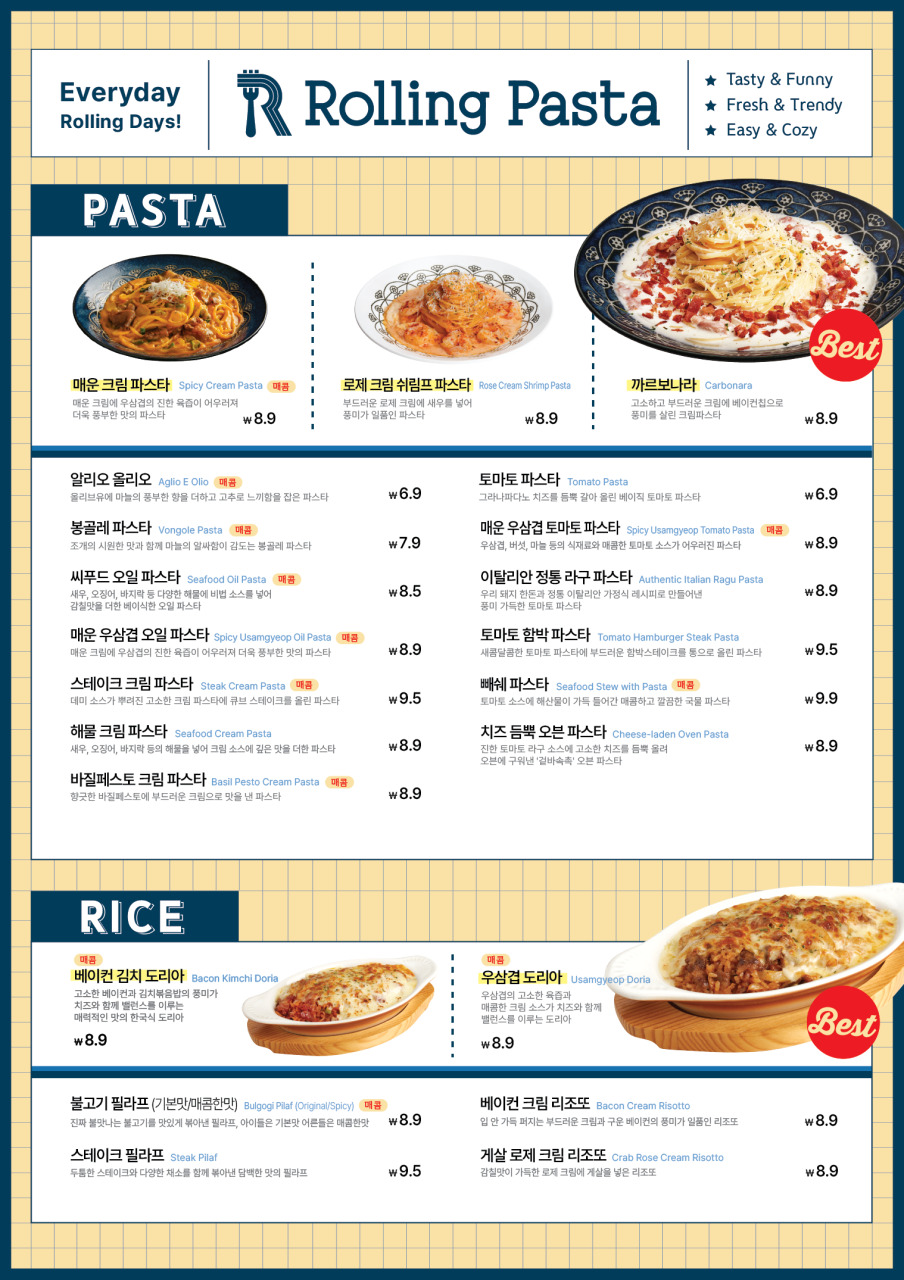 Everyday
Rolling Days!
Rolling Pasta
★ Tasty & Funny
★ Fresh & Trendy
★ Easy & Cozy
PASTA
Best
매운 크림 파스타 Spicy Cream Pasta 매콤
매운 크림에 우삼겹의 진한 육즙이 어우러져
더욱 풍부한 맛의 파스타
₩8.9
로제 크림 쉬림프 파스타 Rose Cream Shrimp Pasta
부드러운 로제 크림에 새우를 넣어
풍미가 일품인 파스타
₩8.9
까르보나라 Carbonara
고소하고 부드러운 크림에 베이컨칩으로
풍미를 살린 크림파스타
₩8.9
알리오 올리오 Aglio E Olio 매콤
올리브유에 마늘의 풍부한 향을 더하고 고추로 느끼함을 잡은 파스타
₩6.9
봉골레 파스타 Vongole Pasta 매콤
조개의 시원한 맛과 함께 마늘의 알싸함이 감도는 봉골레 파스타
₩7.9
씨푸드 오일 파스타 Seafood Oil Pasta 매콤
새우, 오징어, 바지락 등 다양한 해물에 비법 소스를 넣어
감칠맛을 더한 베이식한 오일 파스타
₩8.5
매운 우삼겹 오일 파스타 Spicy Usamgyeop Oil Pasta 매콤
매운 크림에 우삼겹의 진한 육즙이 어우러져 더욱 풍부한 맛의 파스타
₩8.9
스테이크 크림 파스타 Steak Cream Pasta 매콤
데미 소스가 뿌려진 고소한 크림 파스타에 큐브 스테이크를 올린 파스타
₩9.5
해물 크림 파스타 Seafood Cream Pasta
새우, 오징어, 바지락 등의 해물을 넣어 크림 소스에 깊은 맛을 더한 파스타
₩8.9
바질페스토 크림 파스타 Basil Pesto Cream Pasta 매콤
향긋한 바질페스토에 부드러운 크림으로 맛을 낸 파스타
₩8.9
토마토 파스타 Tomato Pasta
그라나파다노 치즈를 듬뿍 갈아 올린 베이직 토마토 파스타
₩6.9
매운 우삼겹 토마토 파스타 Spicy Usamgyeop Tomato Pasta 매콤
우삼겹, 버섯, 마늘 등의 식재료와 매콤한 토마토 소스가 어우러진 파스타
₩8.9
이탈리안 정통 라구 파스타 Authentic Italian Ragu Pasta
우리 돼지 한돈과 정통 이탈리안 가정식 레시피로 만들어낸
풍미 가득한 토마토 파스타
₩8.9
토마토 함박 파스타 Tomato Hamburger Steak Pasta
새콤달콤한 토마토 파스타에 부드러운 함박스테이크를 통으로 올린 파스타
₩9.5
빼쉐 파스타 Seafood Stew with Pasta 매콤
토마토 소스에 해산물이 가득 들어간 매콤하고 깔끔한 국물 파스타
₩9.9
치즈 듬뿍 오븐 파스타 Cheese-laden Oven Pasta
진한 토마토 라구 소스에 고소한 치즈를 듬뿍 올려
오븐에 구워낸 '겉바속촉' 오븐 파스타
₩8.9
RICE
매콤
베이컨 김치 도리아 Bacon Kimchi Doria
고소한 베이컨과 김치볶음밥의 풍미가
치즈와 함께 밸런스를 이루는
매력적인 맛의 한국식 도리아
₩8.9
매콤
우삼겹 도리아 Usamgyeop Doria
우삼겹의 고소한 육즙과
매콤한 크림 소스가 치즈와 함께
밸런스를 이루는 도리아
₩8.9
Best
불고기 필라프 (기본맛/매콤한맛) Bulgogi Pilaf (Original/Spicy) 매콤
진짜 불맛나는 불고기를 맛있게 볶아낸 필라프, 아이들은 기본맛 어른들은 매콤한맛
₩8.9
스테이크 필라프 Steak Pilaf
두툼한 스테이크와 다양한 채소를 함께 볶아낸 담백한 맛의 필라프
₩9.5
베이컨 크림 리조또 Bacon Cream Risotto
입 안 가득 퍼지는 부드러운 크림과 구운 베이컨의 풍미가 일품인 리조또
₩8.9
게살 로제 크림 리조또 Crab Rose Cream Risotto
감칠맛이 가득한 로제 크림에 게살을 넣은 리조또
₩8.9